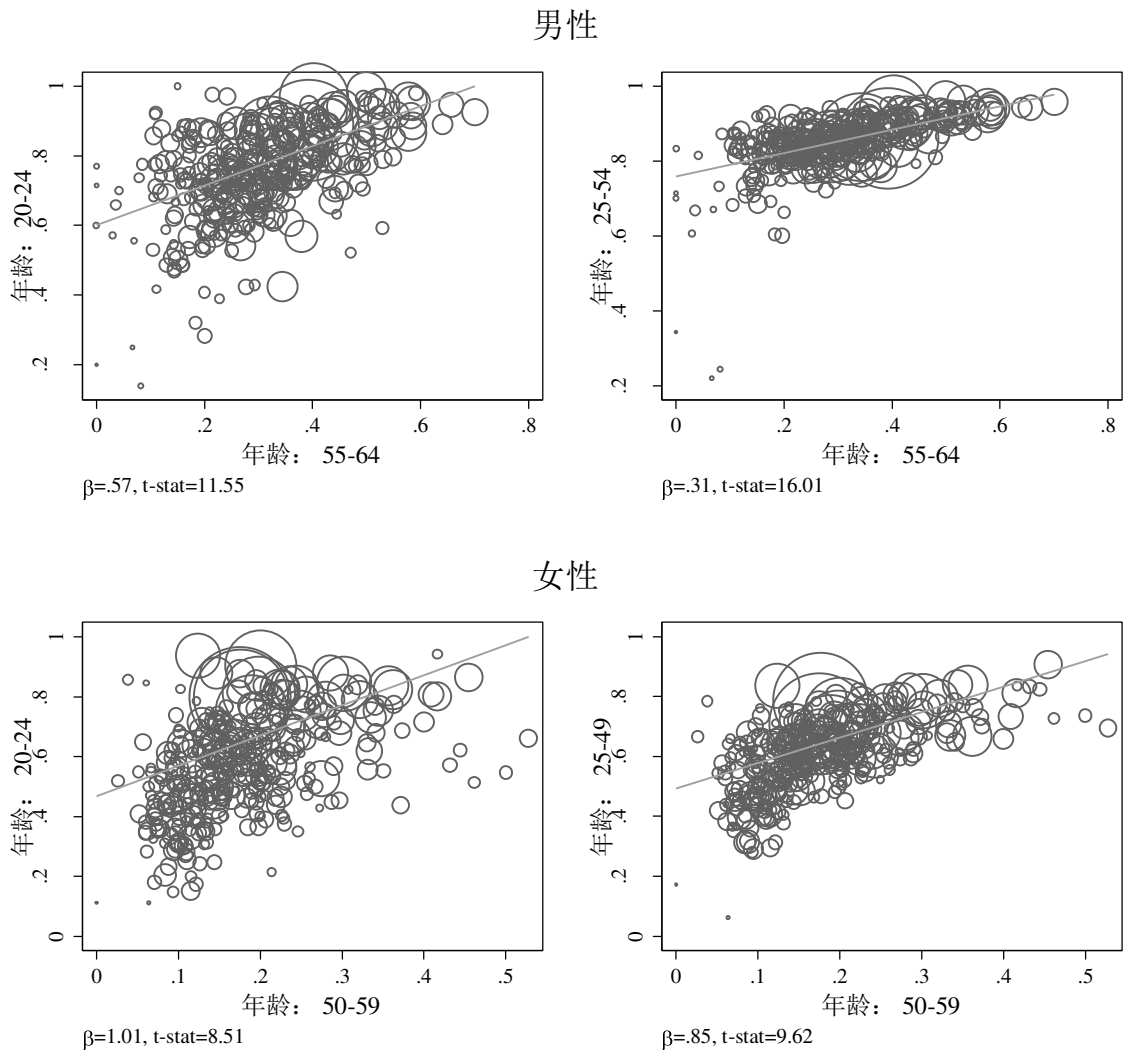 男性
年龄： 20-24
1
.8
.6
.4
.2
0 .2 .4 .6 .8
年龄： 55-64
β=.57, t-stat=11.55
年龄： 25-54
1
.8
.6
.4
.2
0 .2 .4 .6 .8
年龄： 55-64
β=.31, t-stat=16.01
女性
年龄： 20-24
1
.8
.6
.4
.2
0
0 .1 .2 .3 .4 .5
年龄： 50-59
β=1.01, t-stat=8.51
年龄： 25-49
1
.8
.6
.4
.2
0
0 .1 .2 .3 .4 .5
年龄： 50-59
β=.85, t-stat=9.62